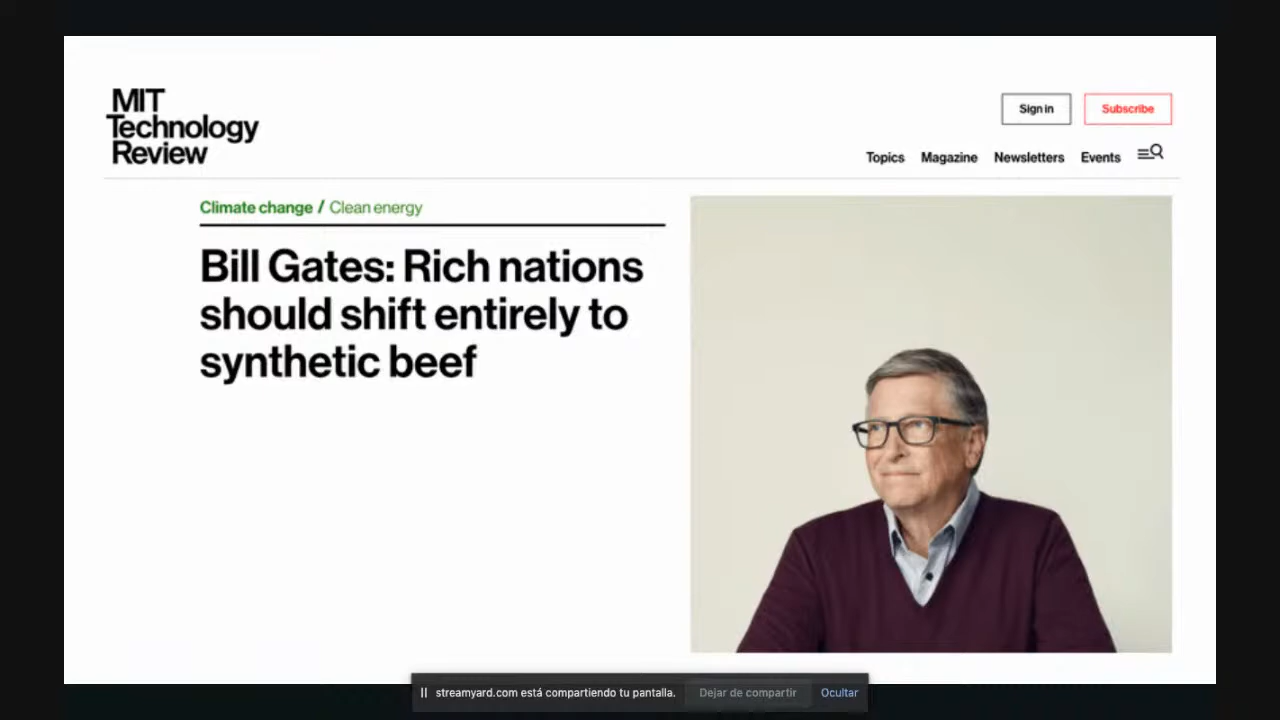 MIT
Technology
Review
Sign in
Subscribe
Topics
Magazine
Newsletters
Events
Climate change / Clean energy
Bill Gates: Rich nations
should shift entirely to
synthetic beef
streamyard.com está compartiendo tu pantalla.
Dejar de compartir
Ocultar